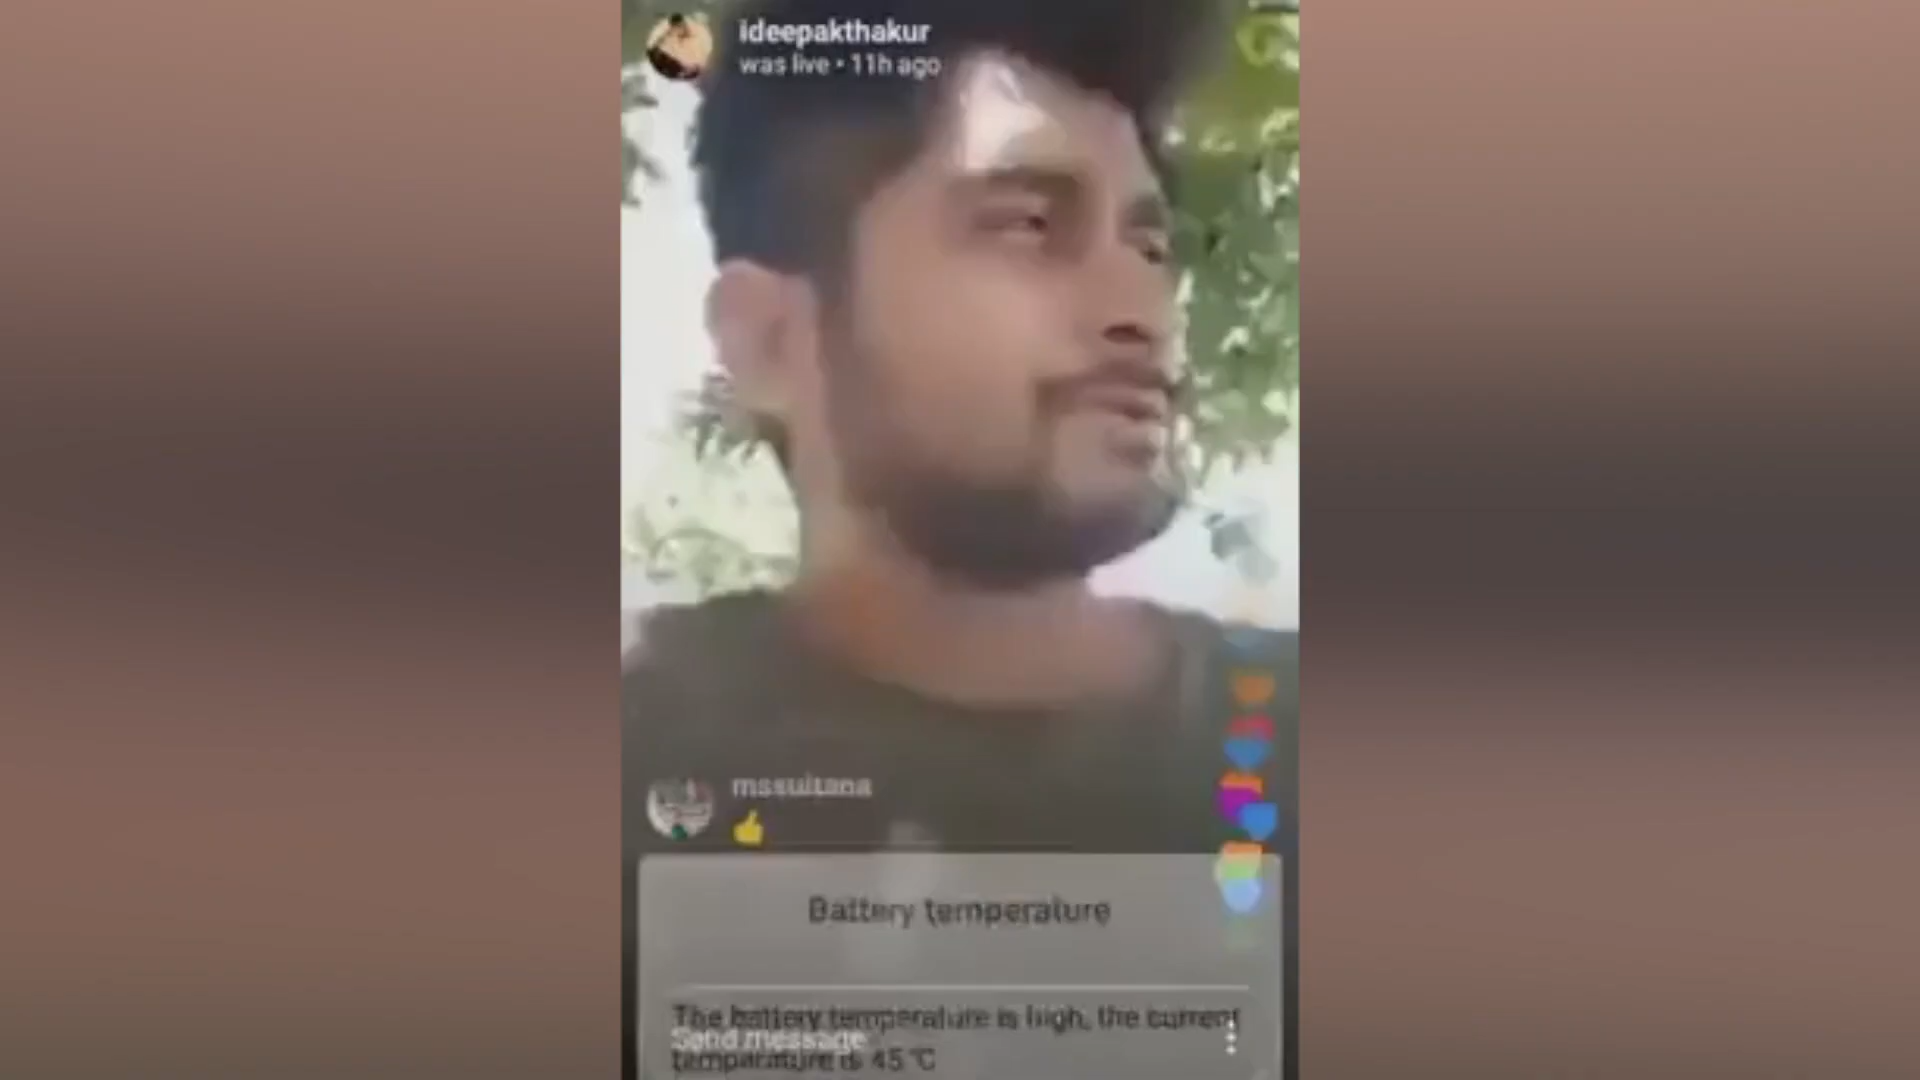 ideepakthakur
was live • 11h ago
mssultana
Battery temperature
The battery temperature is high, the current
Send message
temperature is 45 °C